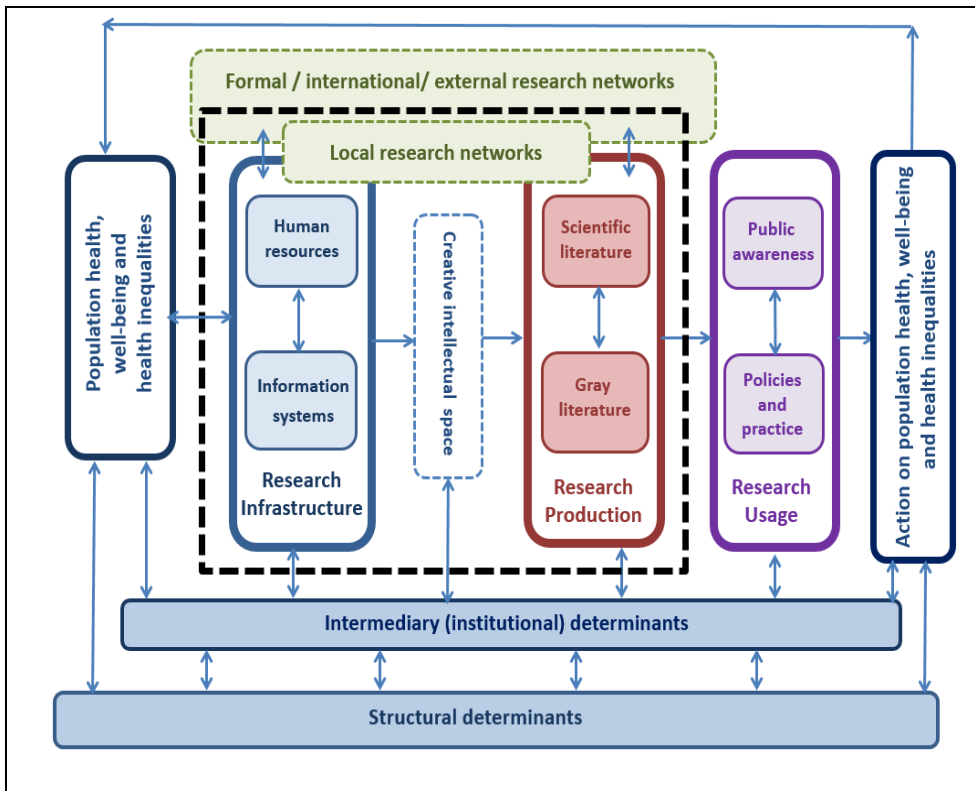 Formal / international/ external research networks
Local research networks
Population health,
well-being and
health inequalities
Human
resources
Information
systems
Research
Infrastructure
Creative intellectual space
Scientific
literature
Gray
literature
Research
Production
Public
awareness
Policies
and
practice
Research
Usage
Action on population health, well-being
and health inequalities
Intermediary (institutional) determinants
Structural determinants